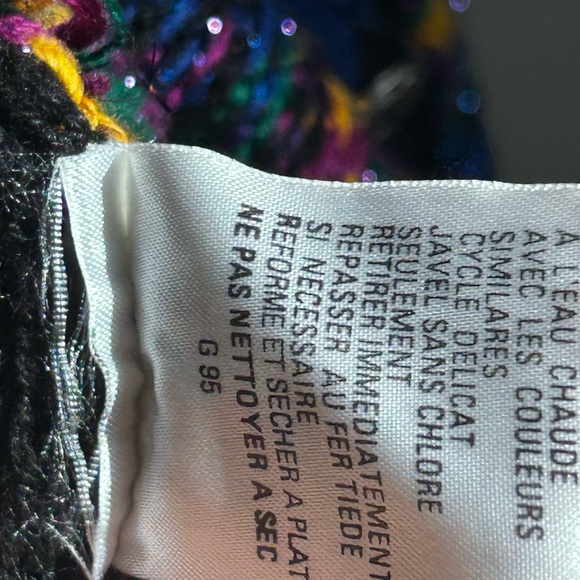 A L'EAU CHAUDE
AVEC LES COULEURS
SIMILARES
CYCLE DELICAT
JAVEL SANS CHLORE
SEULEMENT
RETIRER IMMEDIATEMENT
REPASSER AU FER TIEDE
SI NECESSAIRE
REFORME ET SECHER A PLAT
NE PAS NETTOYER A SEC
G 95